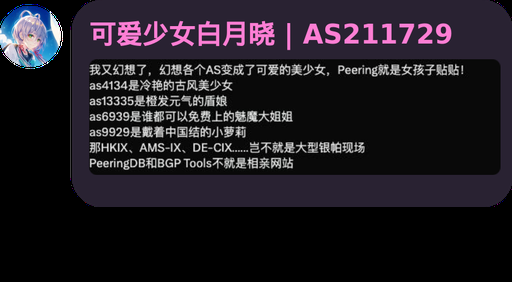 可爱少女白月晓 | AS211729
我又幻想了，幻想各个AS变成了可爱的美少女，Peering就是女孩子贴贴！
as4134是冷艳的古风美少女
as13335是橙发元气的盾娘
as6939是谁都可以免费上的魅魔大姐姐
as9929是戴着中国结的小萝莉
那HKIX、AMS-IX、DE-CIX......岂不就是大型银帕现场
PeeringDB和BGP Tools不就是相亲网站